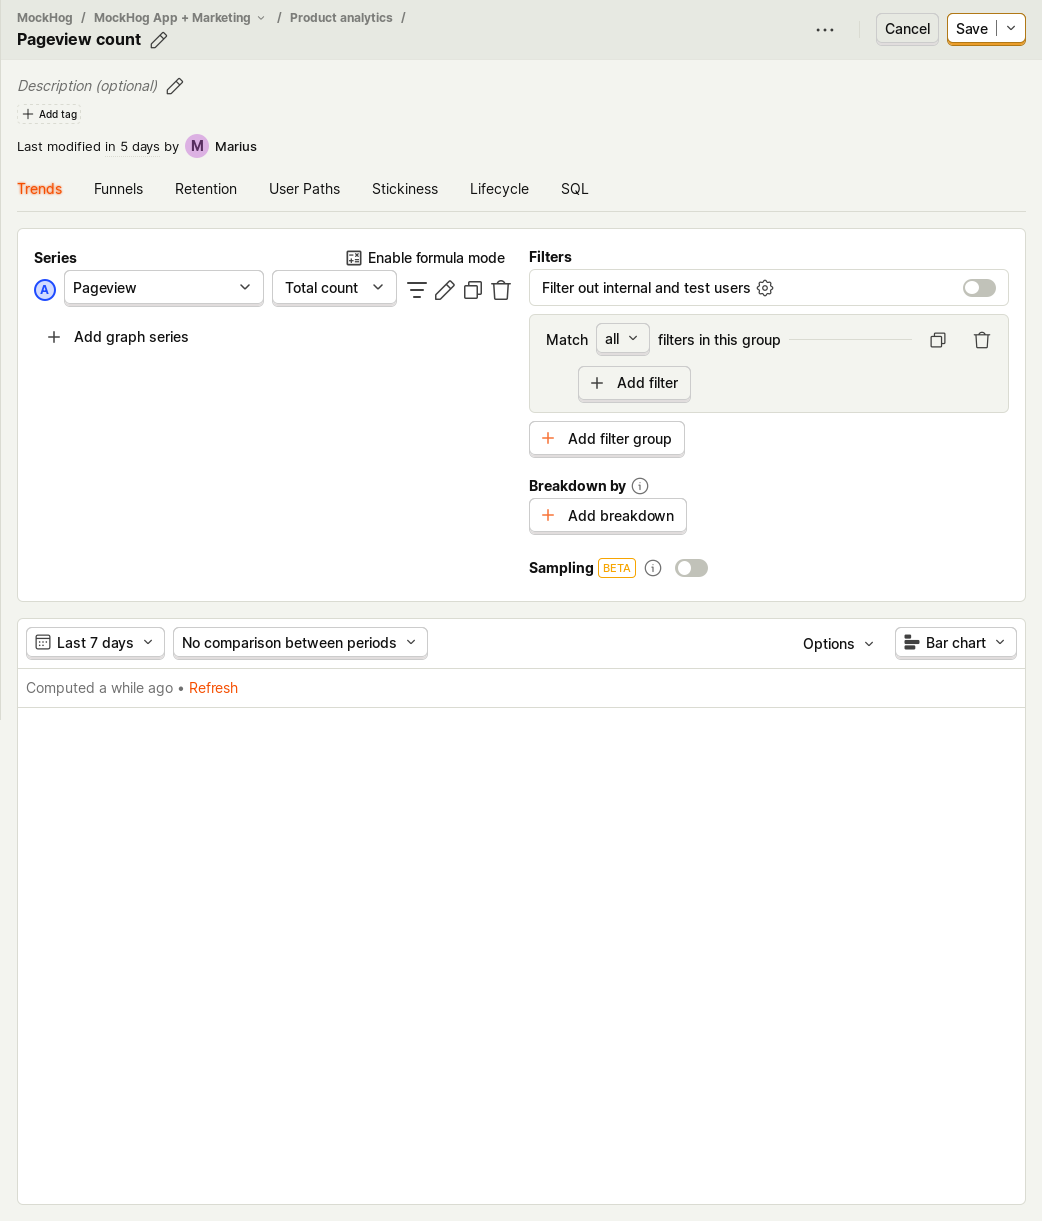 MockHog / MockHog App + Marketing / Product analytics /
Pageview count
Cancel
Save
Description (optional)
Add tag
Last modified in 5 days by M Marius
Trends
Funnels
Retention
User Paths
Stickiness
Lifecycle
SQL
Series
Enable formula mode
A
Pageview
Total count
Add graph series
Filters
Filter out internal and test users
Match all filters in this group
Add filter
Add filter group
Breakdown by
Add breakdown
Sampling BETA
Last 7 days
No comparison between periods
Options
Bar chart
Computed a while ago • Refresh